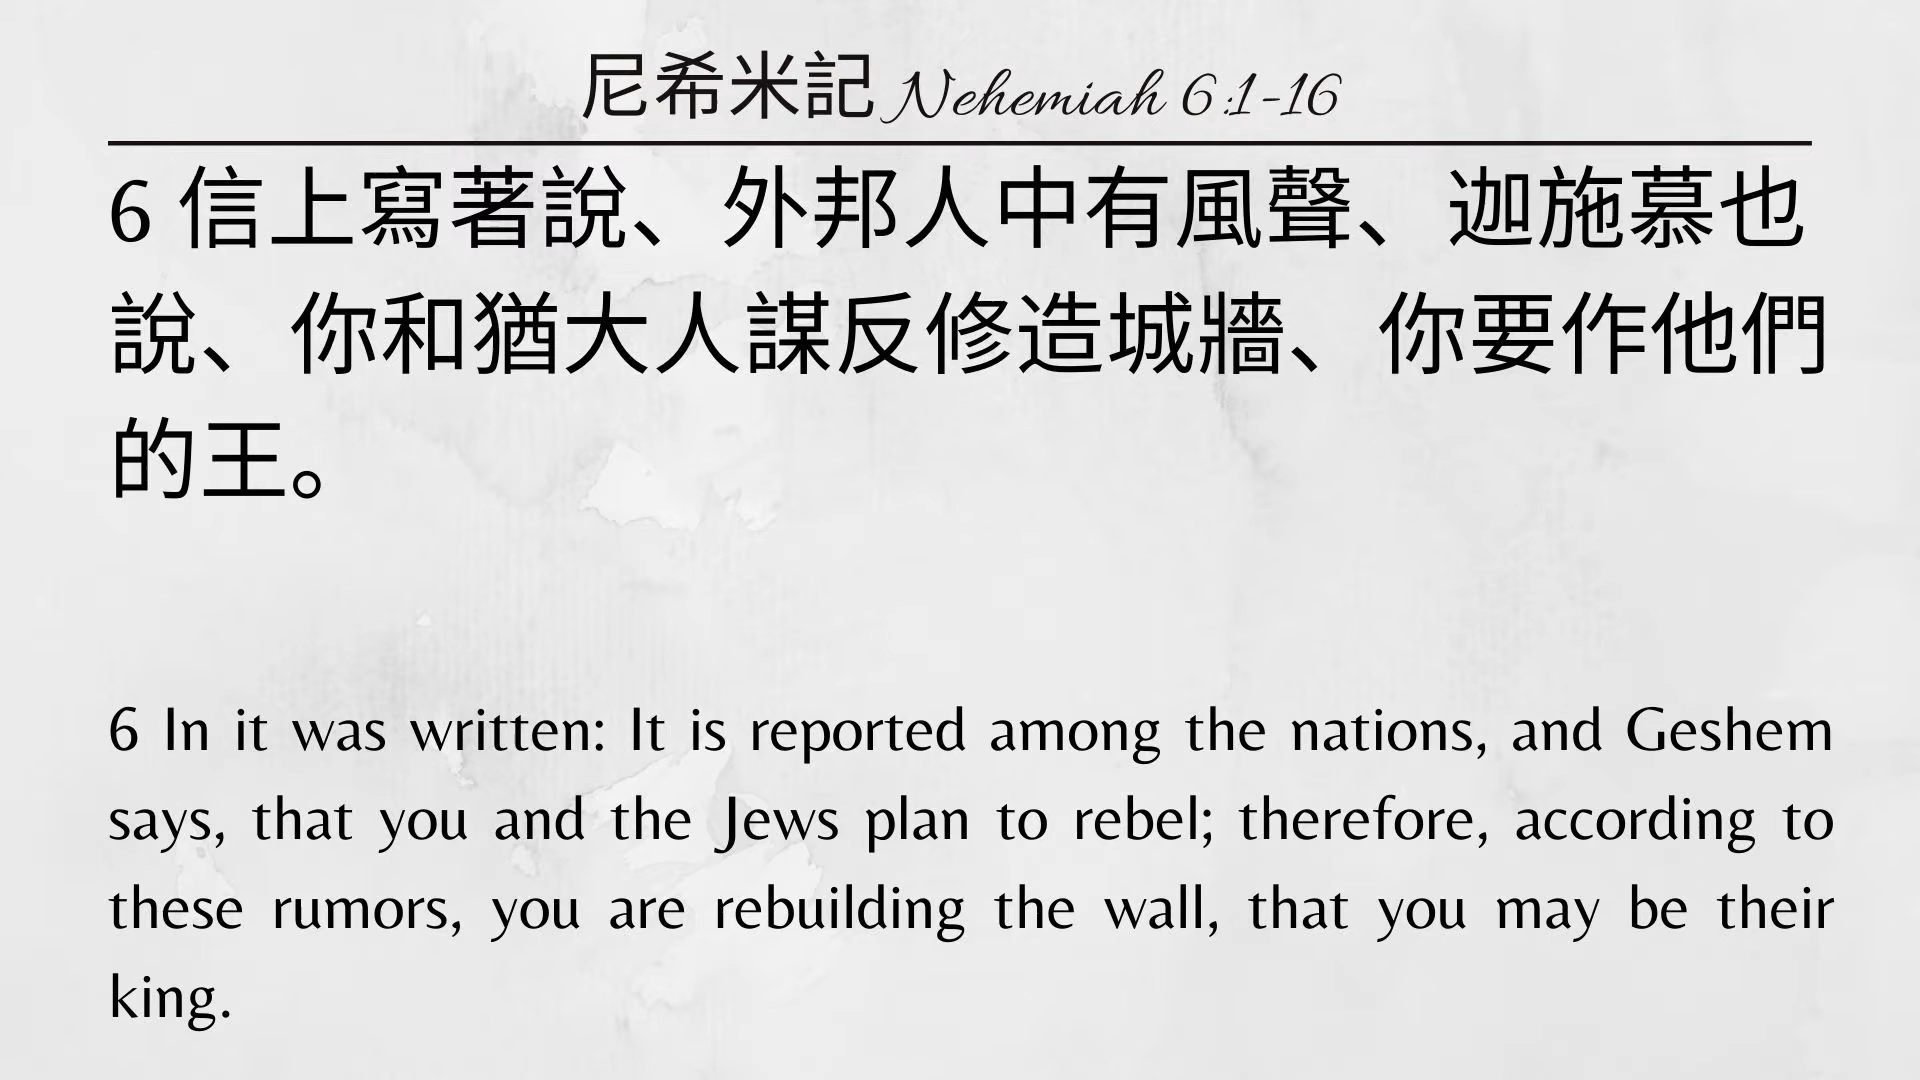 尼希米記 Nehemiah 6:1-16
6 信上寫著說、外邦人中有風聲、迦施慕也
說、你和猶大人謀反修造城牆、你要作他們
的王。
6 In it was written: It is reported among the nations, and Geshem
says, that you and the Jews plan to rebel; therefore, according to
these rumors, you are rebuilding the wall, that you may be their
king.